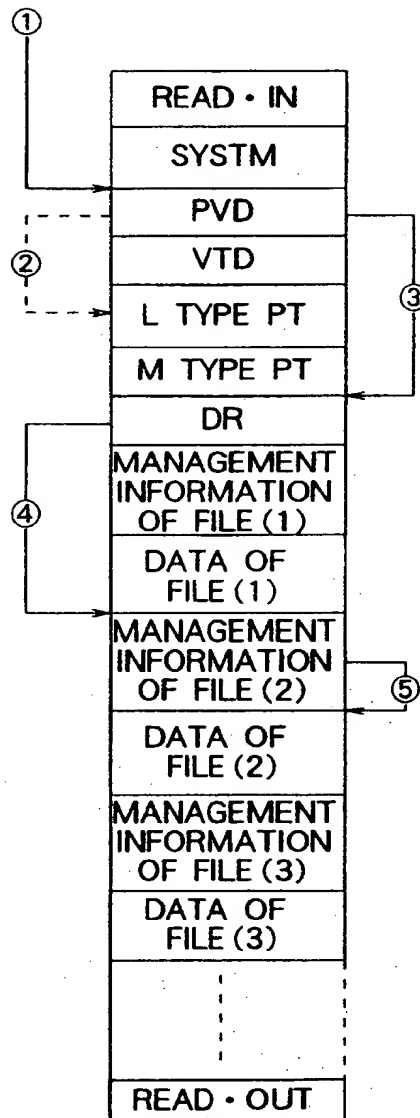 ①
READ・IN
SYSTM
PVD
②
VTD
③
L TYPE PT
M TYPE PT
DR
④
MANAGEMENT
INFORMATION
OF FILE(1)
DATA OF
FILE(1)
MANAGEMENT
INFORMATION
OF FILE(2)
⑤
DATA OF
FILE(2)
MANAGEMENT
INFORMATION
OF FILE(3)
DATA OF
FILE(3)
READ・OUT